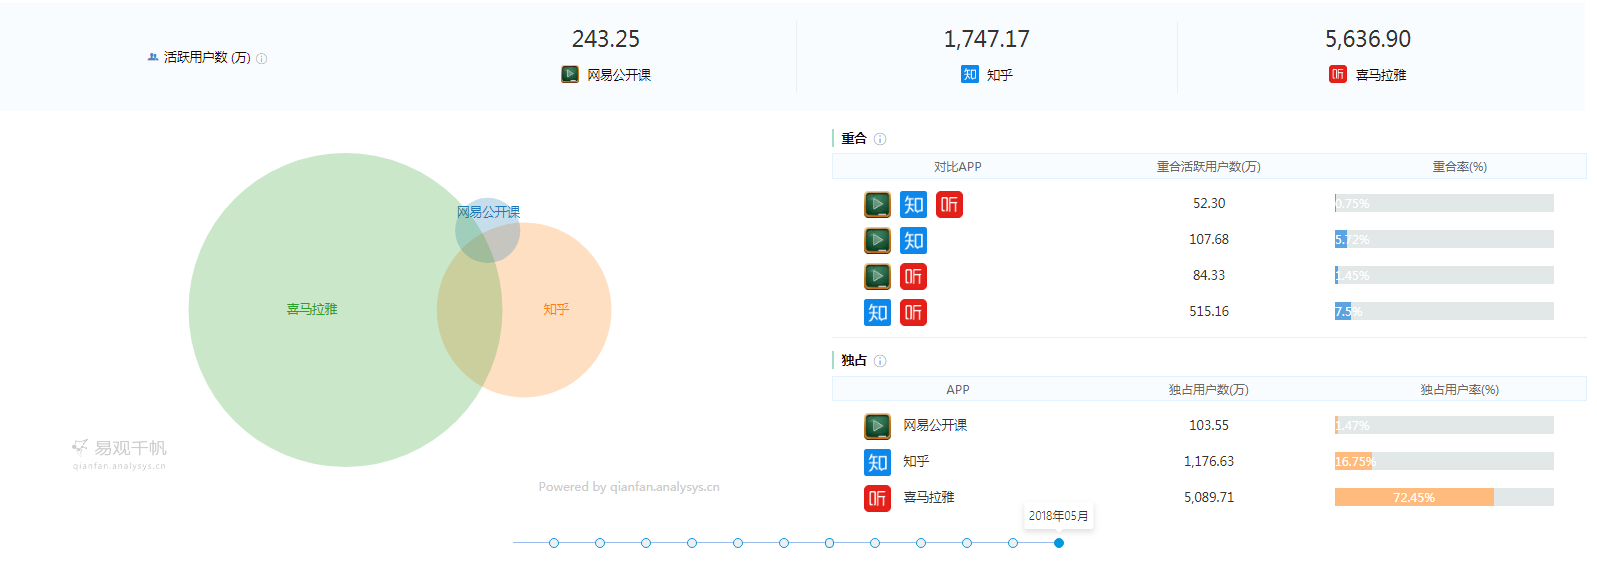 活跃用户数 (万)
243.25
网易公开课
1,747.17
知 知乎
5,636.90
听 喜马拉雅
网易公开课
喜马拉雅
知乎
易观千帆
qianfan.analysys.cn
Powered by qianfan.analysys.cn
重合
对比APP 重合活跃用户数(万) 重合率(%)
知 听 52.30 0.75%
知 107.68 5.72%
听 84.33 1.45%
知 听 515.16 7.5%
独占
APP 独占用户数(万) 独占用户率(%)
网易公开课 103.55 1.47%
知 知乎 1,176.63 16.75%
听 喜马拉雅 5,089.71 72.45%
2018年05月